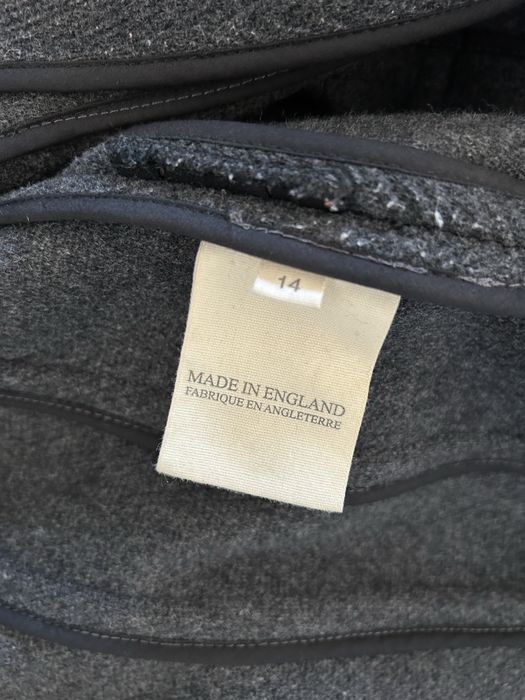 14
MADE IN ENGLAND
FABRIQUE EN ANGLETERRE